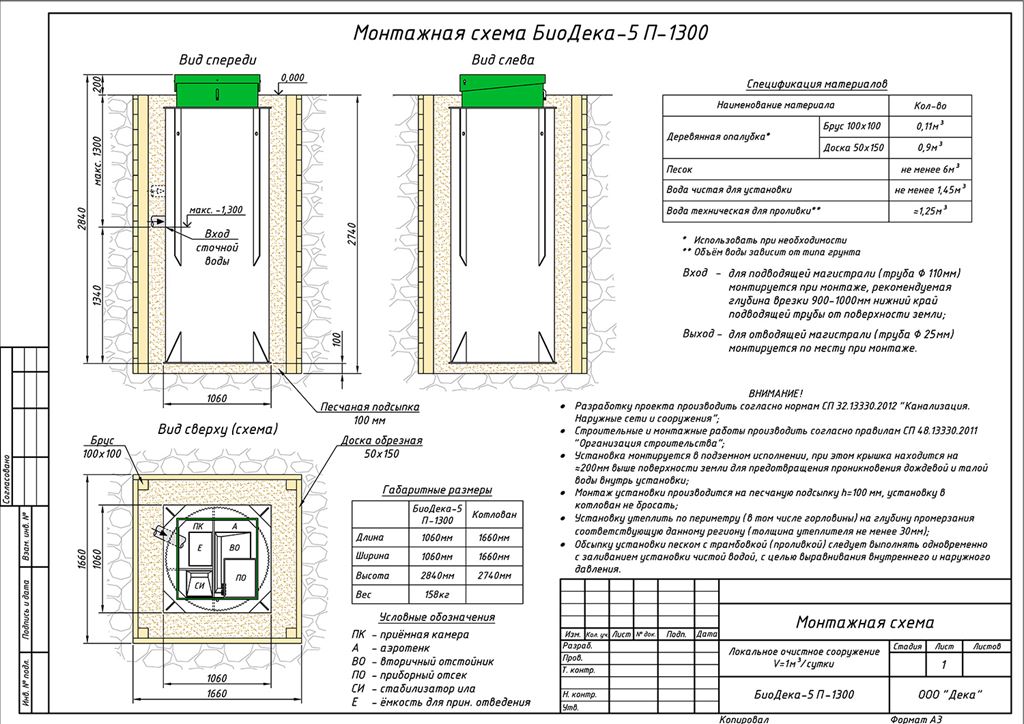 Монтажная схема БиоДека-5 П-1300
Вид спереди
Вид слева
0,000
200
макс. 1300
2840
1340
макс. -1,300
Вход
сточной
воды
2740
100
1060
Песчаная подсыпка
100 мм
Спецификация материалов
Наименование материала Кол-во
Деревянная опалубка* Брус 100х100 0,11м³
Доска 50х150 0,9м³
Песок не менее 6м³
Вода чистая для установки не менее 1,45м³
Вода техническая для проливки** ≈1,25м³
* Использовать при необходимости
** Объём воды зависит от типа грунта
Вход - для подводящей магистрали (труба Ф 110мм)
монтируется при монтаже, рекомендуемая
глубина врезки 900-1000мм нижний край
подводящей трубы от поверхности земли;
Выход - для отводящей магистрали (труба Ф 25мм)
монтируется по месту при монтаже.
ВНИМАНИЕ!
• Разработку проекта производить согласно нормам СП 32.13330.2012 "Канализация.
Наружные сети и сооружения";
• Строительные и монтажные работы производить согласно правилам СП 48.13330.2011
"Организация строительства";
• Установка монтируется в подземном исполнении, при этом крышка находится на
≈200мм выше поверхности земли для предотвращения проникновения дождевой и талой
воды внутрь установки;
• Монтаж установки производится на песчаную подсыпку h=100 мм, установку в
котлован не бросать;
• Установку утеплить по периметру (в том числе горловины) на глубину промерзания
соответствующую данному региону (толщина утеплителя не менее 30мм);
• Обсыпку установки песком с трамбовкой (проливкой) следует выполнять одновременно
с заливанием установки чистой водой, с целью выравнивания внутреннего и наружного
давления.
Вид сверху (схема)
Брус
100х100
Доска обрезная
50х150
ПК
А
Е
ВО
СИ
ПО
1660
1060
1060
1660
Габаритные размеры
БиоДека-5
П-1300 Котлован
Длина 1060мм 1660мм
Ширина 1060мм 1660мм
Высота 2840мм 2740мм
Вес 158кг
Условные обозначения
ПК - приёмная камера
А - аэротенк
ВО - вторичный отстойник
ПО - приборный отсек
СИ - стабилизатор ила
Е - ёмкость для прин. отведения
Согласовано
Взам. инв. №
Подпись и дата
Инв. № подл.
Изм. Кол. уч. Лист № док. Подп. Дата
Разраб.
Пров.
Т. контр.
Н. контр.
Утв.
Монтажная схема
Локальное очистное сооружение
V=1м³/сутки
Стадия Лист Листов
1
БиоДека-5 П-1300
ООО "Дека"
Копировал Формат А3